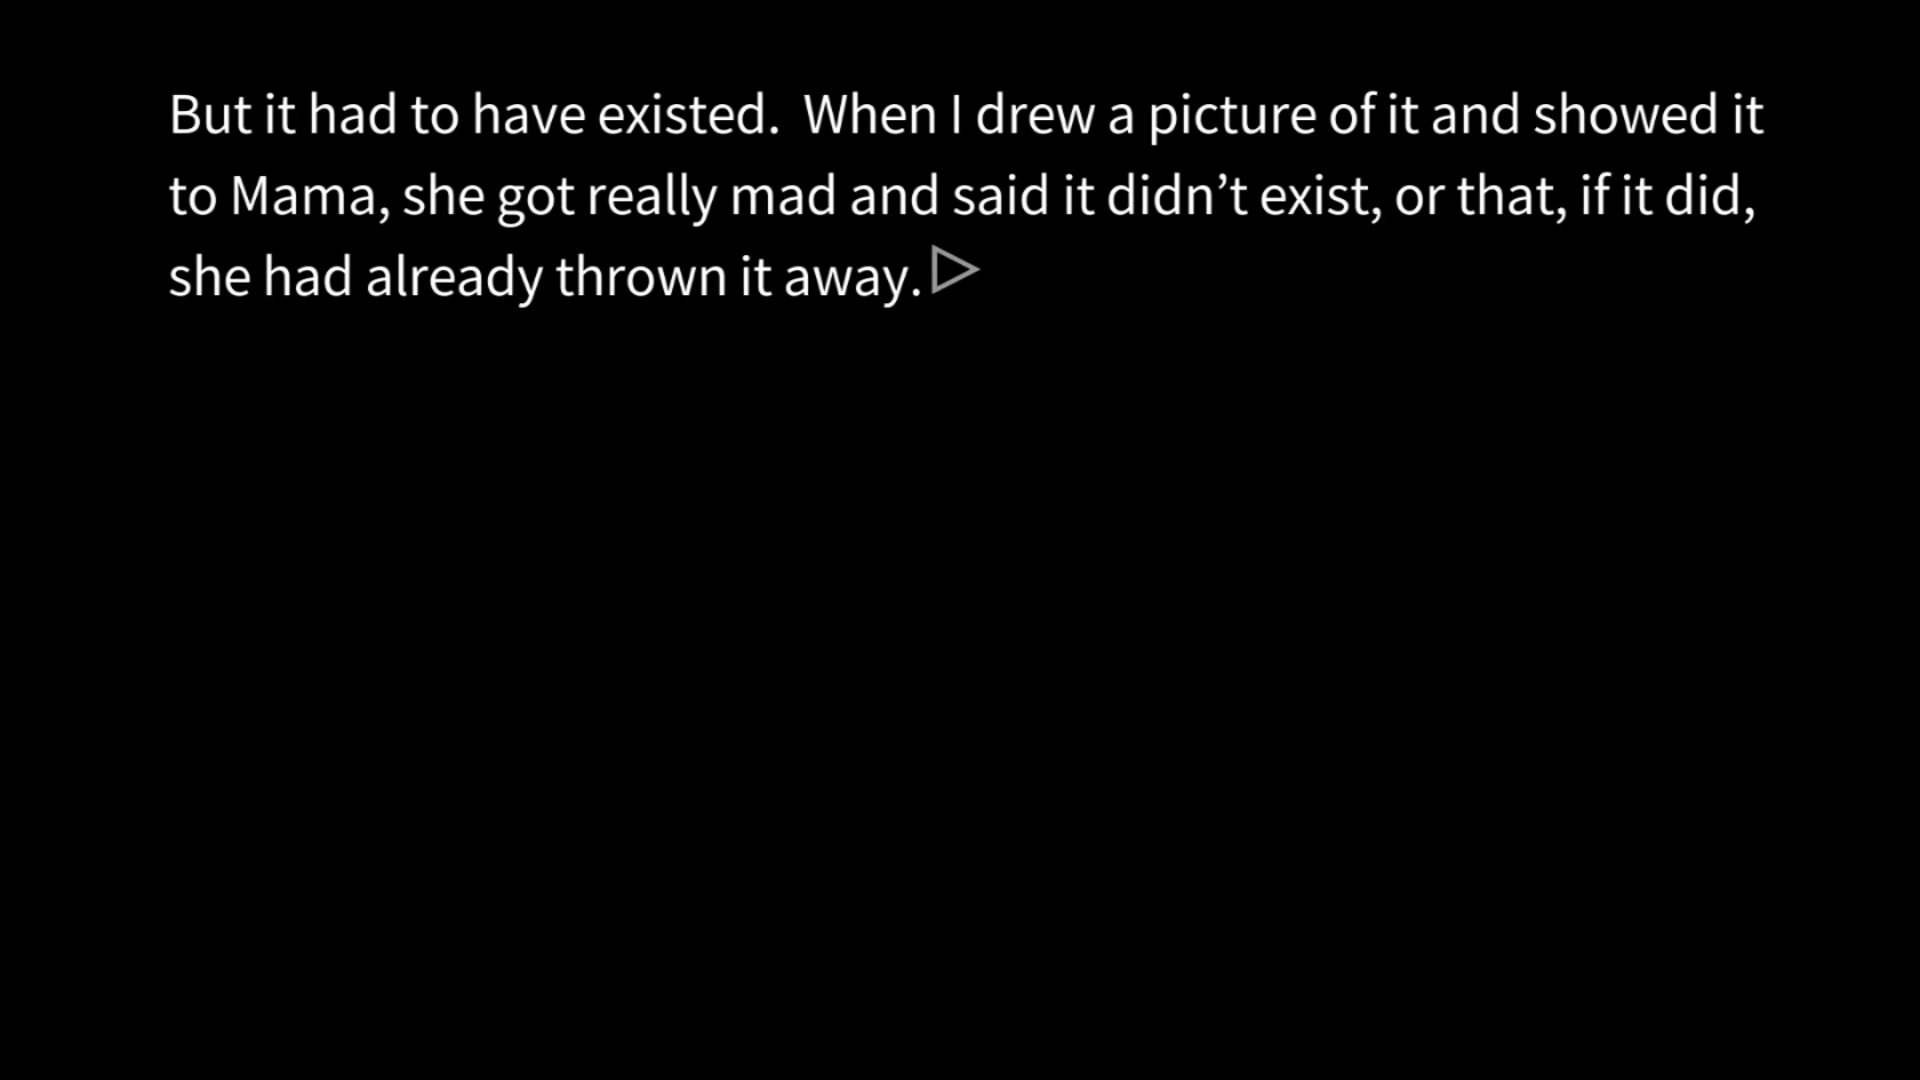 But it had to have existed.  When I drew a picture of it and showed it
to Mama, she got really mad and said it didn’t exist, or that, if it did,
she had already thrown it away.